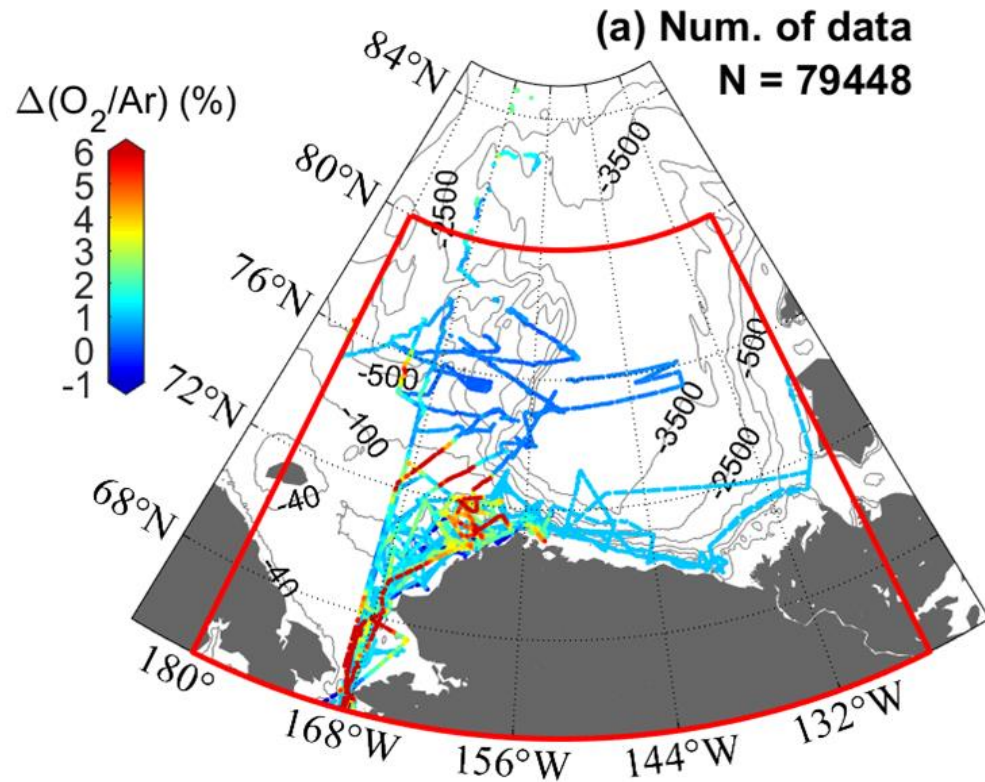 (a) Num. of data
N = 79448
Δ(O₂/Ar) (%)
6
5
4
3
2
1
0
-1
84°N
80°N
76°N
72°N
68°N
-2500
-3500
-500
-500
-100
-3500
-2500
-40
-40
180°
168°W
156°W
144°W
132°W